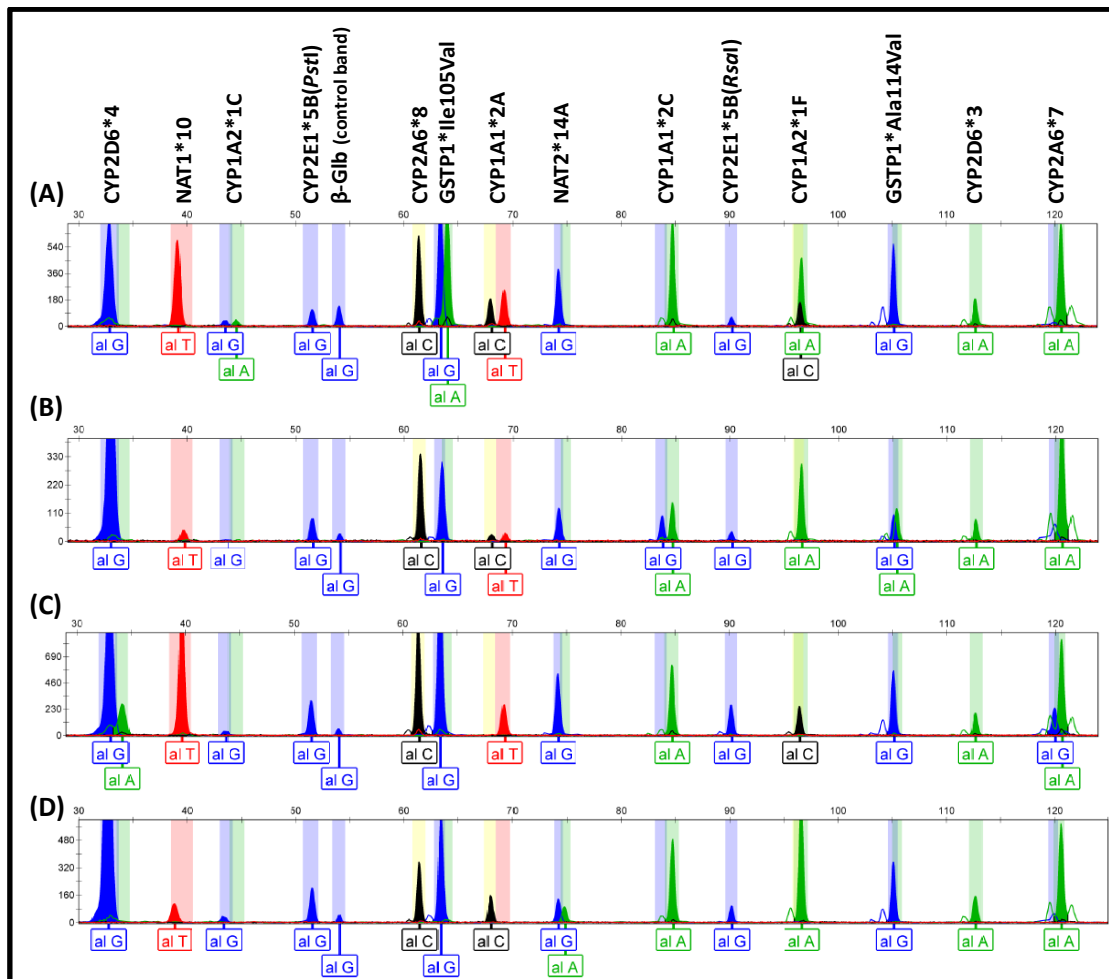 CYP2D6*4
NAT1*10
CYP1A2*1C
CYP2E1*5B(PstI)
β-Glb (control band)
CYP2A6*8
GSTP1*Ile105Val
CYP1A1*2A
NAT2*14A
CYP1A1*2C
CYP2E1*5B(RsaI)
CYP1A2*1F
GSTP1*Ala114Val
CYP2D6*3
CYP2A6*7
(A)
30 40 50 60 70 80 90 100 110 120
540
360
180
0
al G al T al G al G al C al G al C al G al A al G al A al G al A al A
al A al G al A al T al C
(B)
30 40 50 60 70 80 90 100 110 120
330
220
110
0
al G al T al G al G al C al C al G al G al G al A al G al A al A
al G al G al T al A al A
(C)
30 40 50 60 70 80 90 100 110 120
690
460
230
0
al G al T al G al G al C al T al G al A al G al C al G al A al G
al A al G al G al A
(D)
30 40 50 60 70 80 90 100 110 120
480
320
160
0
al G al T al G al G al C al C al G al A al G al A al G al A al A
al G al G al A